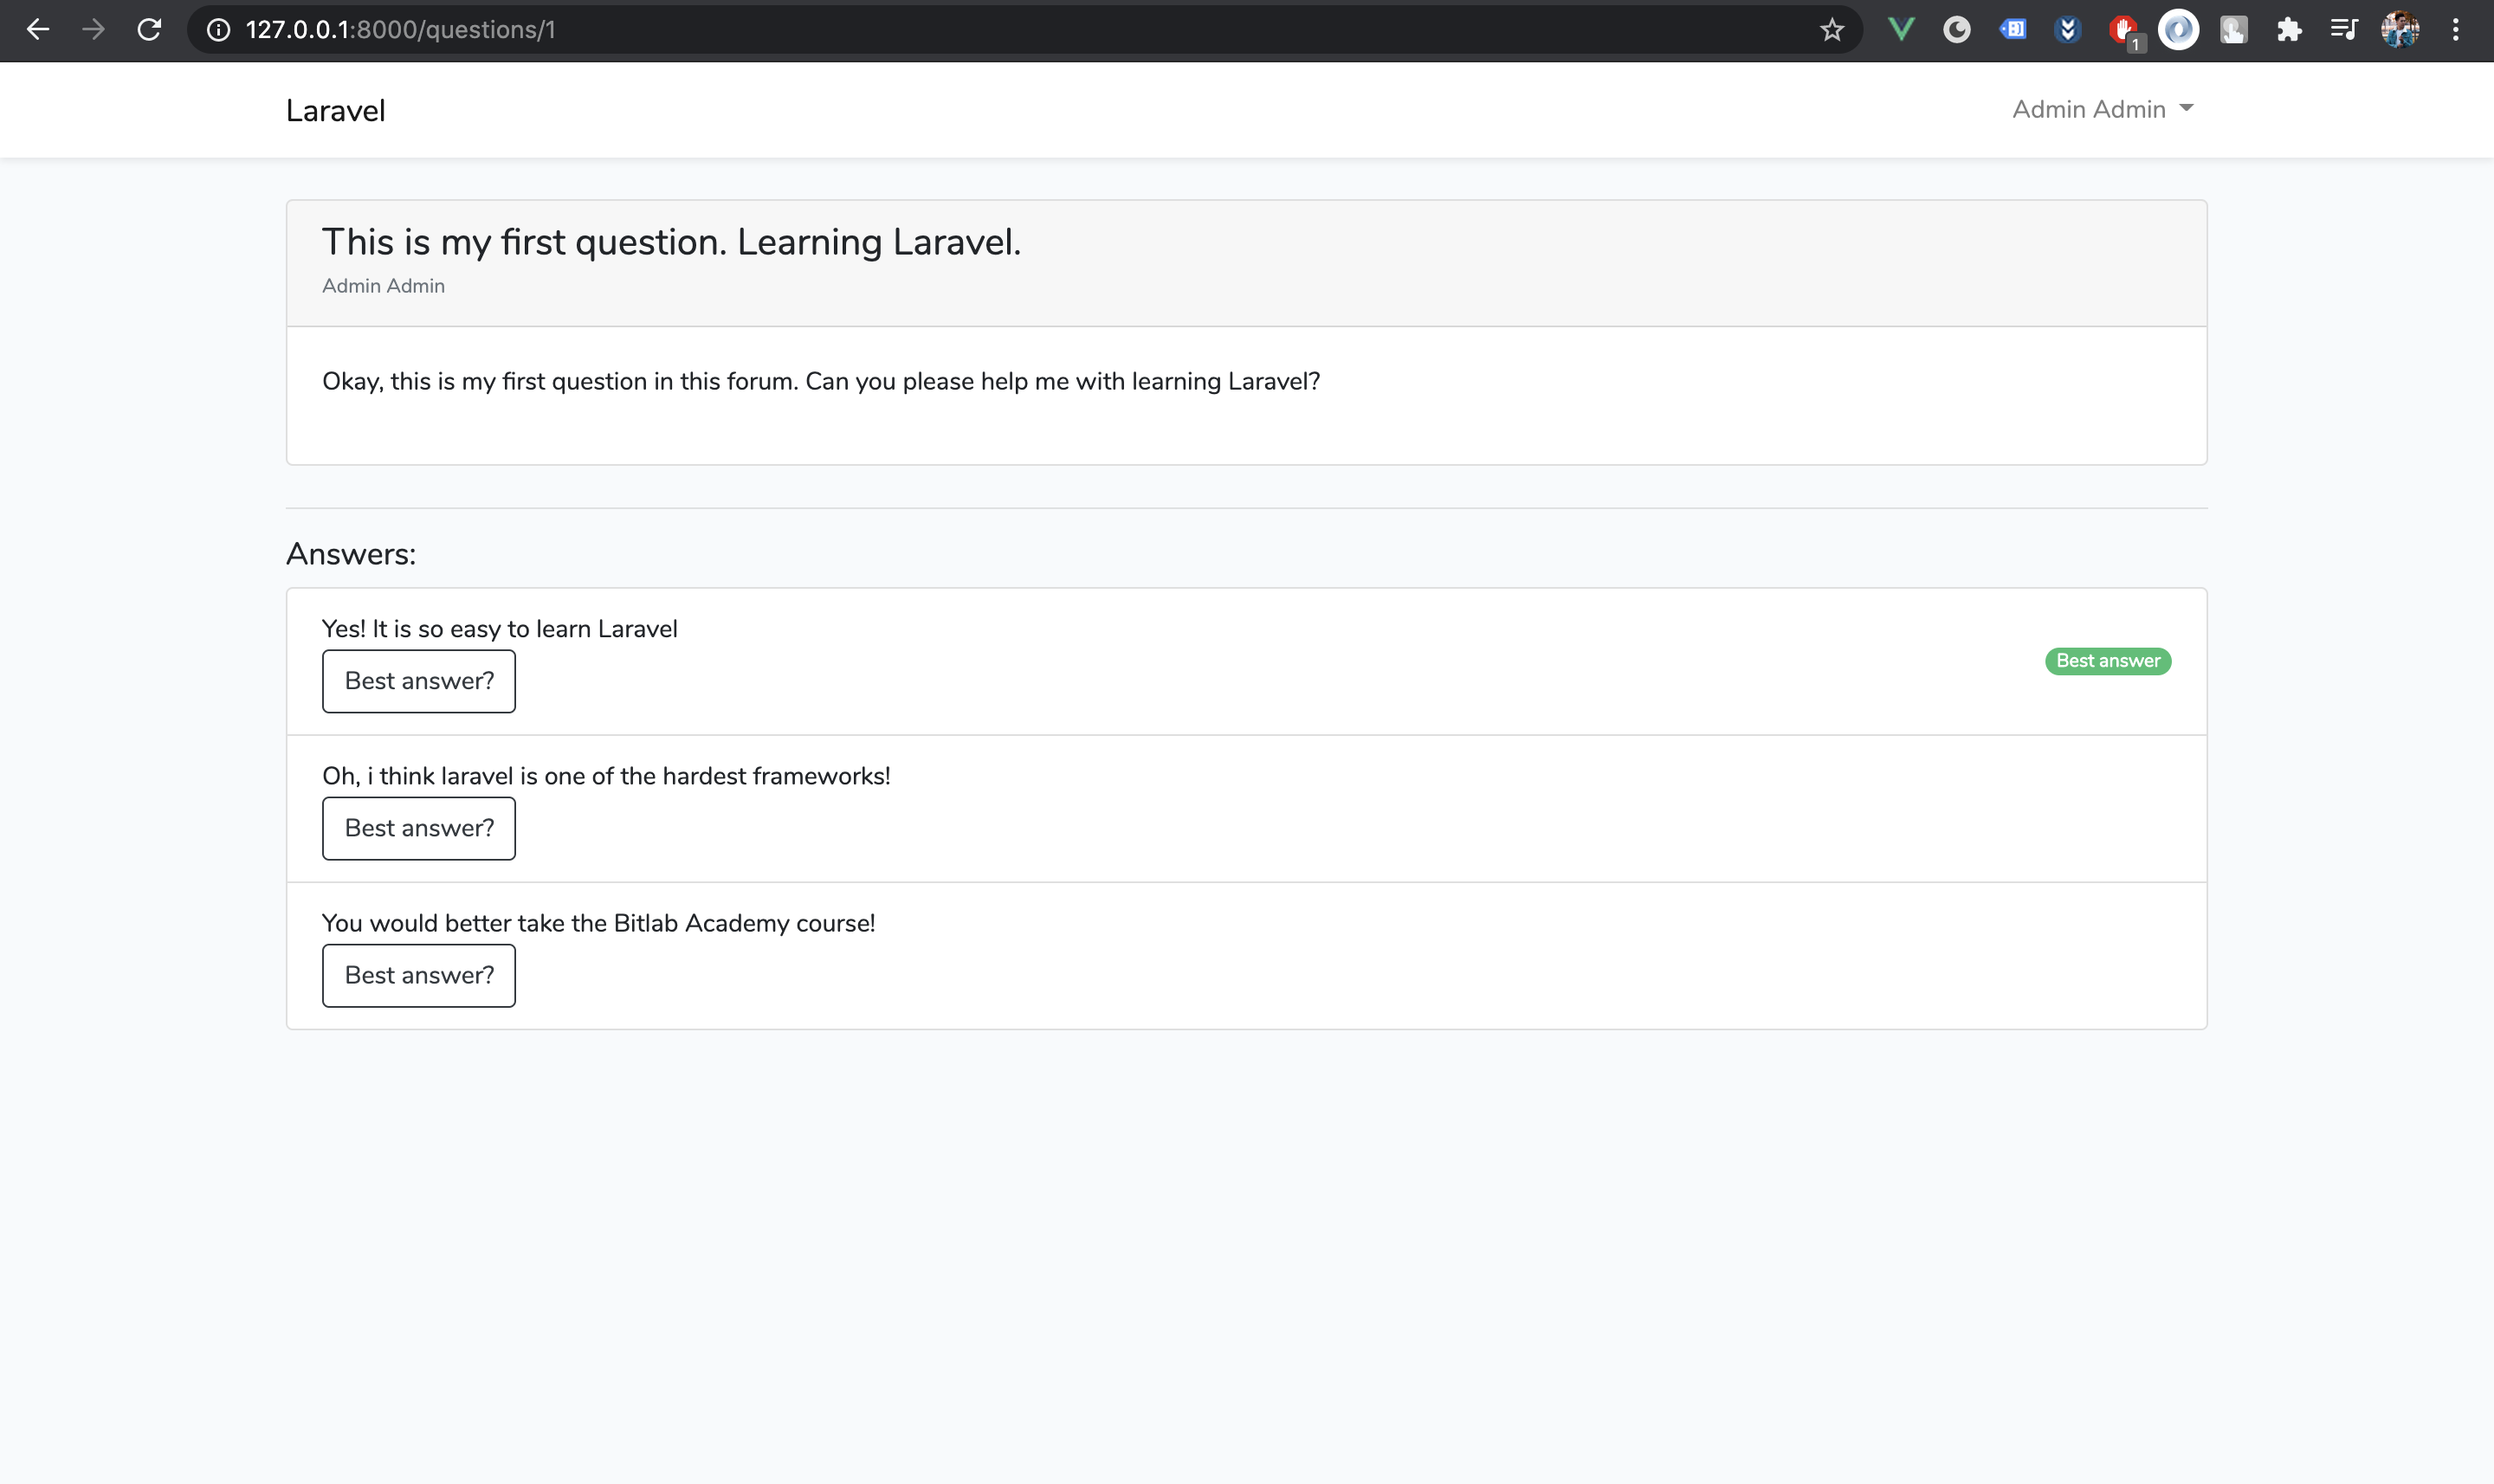 127.0.0.1:8000/questions/1
1
Laravel
Admin Admin
This is my first question. Learning Laravel.
Admin Admin
Okay, this is my first question in this forum. Can you please help me with learning Laravel?
Answers:
Yes! It is so easy to learn Laravel
Best answer?
Best answer
Oh, i think laravel is one of the hardest frameworks!
Best answer?
You would better take the Bitlab Academy course!
Best answer?